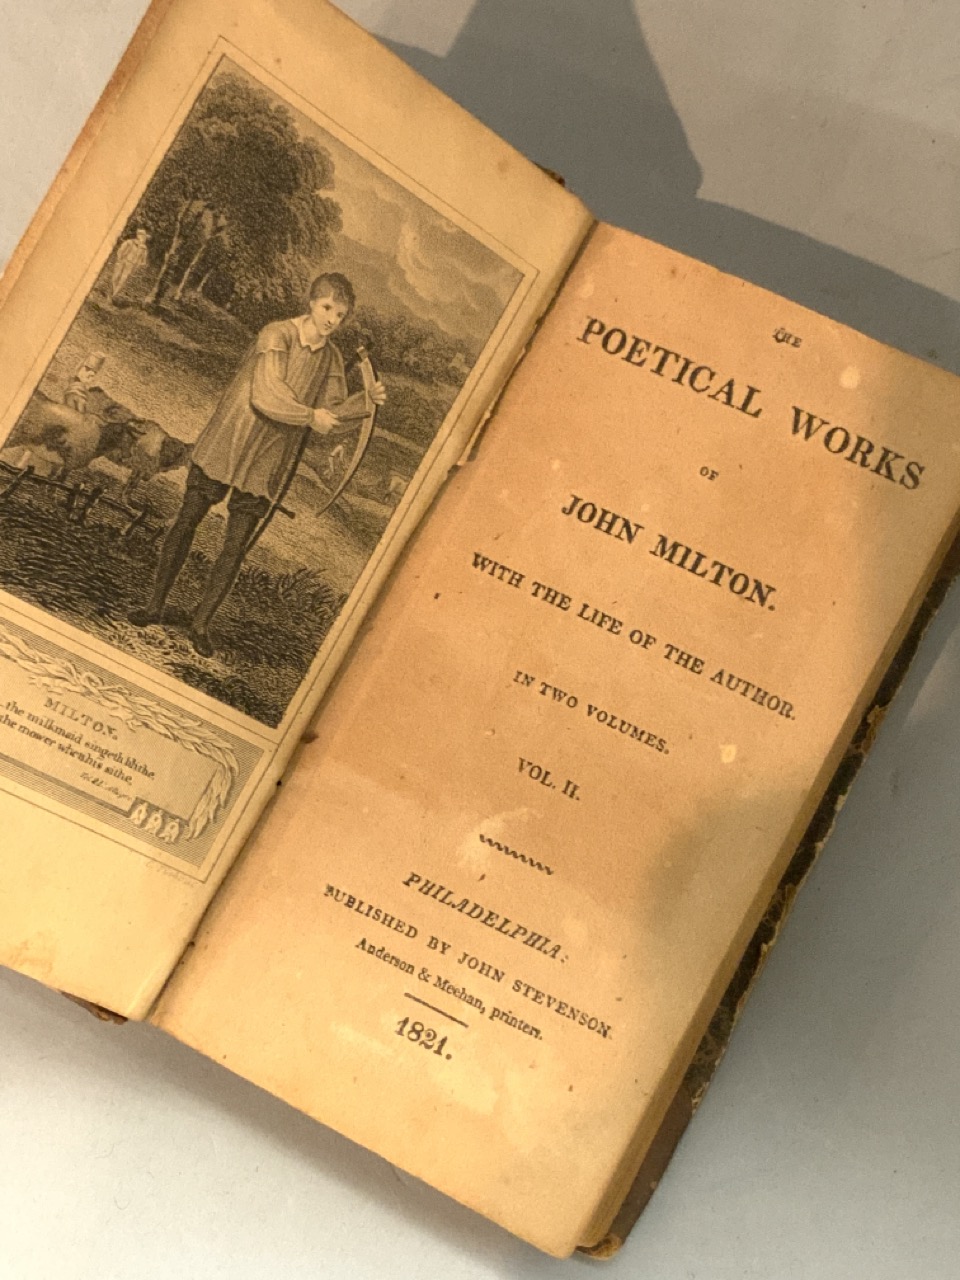 MILTON.
the milkmaid singeth blithe
the mower when his sithe,
THE
POETICAL WORKS
OF
JOHN MILTON.
WITH THE LIFE OF THE AUTHOR.
IN TWO VOLUMES.
VOL. II.
PHILADELPHIA:
PUBLISHED BY JOHN STEVENSON.
Anderson & Meehan, printers.
1821.